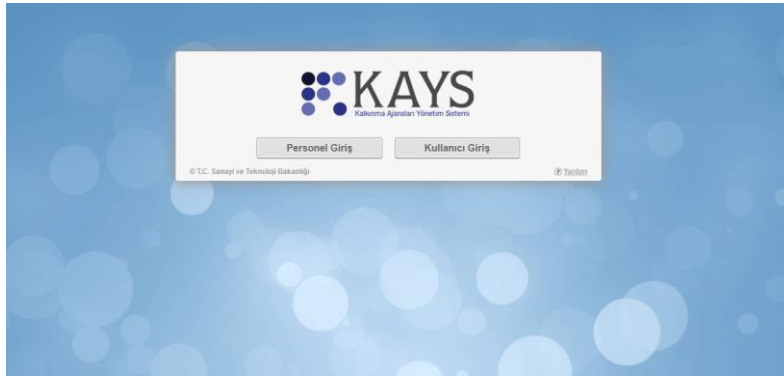 KAYS
Kalkınma Ajansları Yönetim Sistemi
Personel Giriş
Kullanıcı Giriş
© T.C. Sanayi ve Teknoloji Bakanlığı
Yardım